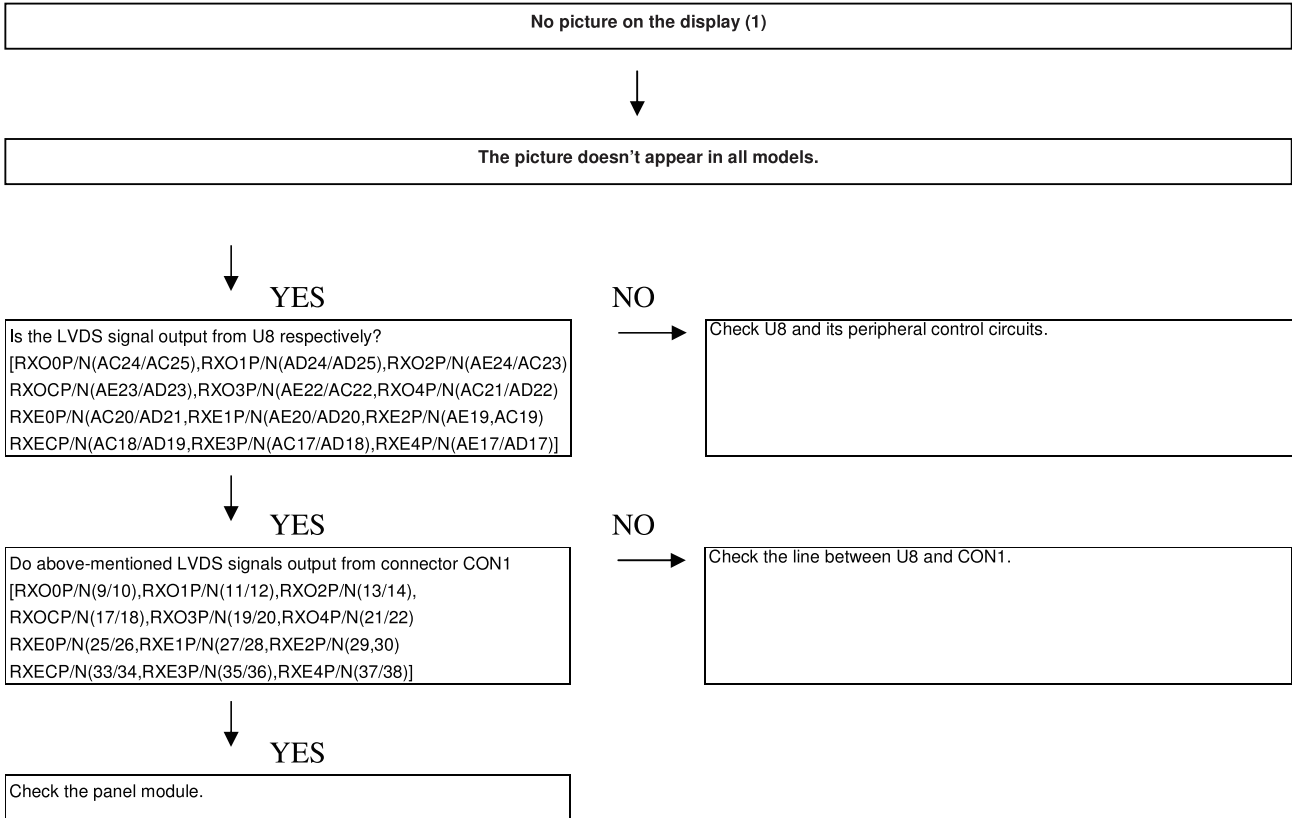 No picture on the display (1)
The picture doesn't appear in all models.
YES
NO
Is the LVDS signal output from U8 respectively?
[RXO0P/N(AC24/AC25),RXO1P/N(AD24/AD25),RXO2P/N(AE24/AC23)
RXOCP/N(AE23/AD23),RXO3P/N(AE22/AC22,RXO4P/N(AC21/AD22)
RXE0P/N(AC20/AD21,RXE1P/N(AE20/AD20,RXE2P/N(AE19,AC19)
RXECP/N(AC18/AD19,RXE3P/N(AC17/AD18),RXE4P/N(AE17/AD17)]
Check U8 and its peripheral control circuits.
YES
NO
Do above-mentioned LVDS signals output from connector CON1
[RXO0P/N(9/10),RXO1P/N(11/12),RXO2P/N(13/14),
RXOCP/N(17/18),RXO3P/N(19/20,RXO4P/N(21/22)
RXE0P/N(25/26,RXE1P/N(27/28,RXE2P/N(29,30)
RXECP/N(33/34,RXE3P/N(35/36),RXE4P/N(37/38)]
Check the line between U8 and CON1.
YES
Check the panel module.